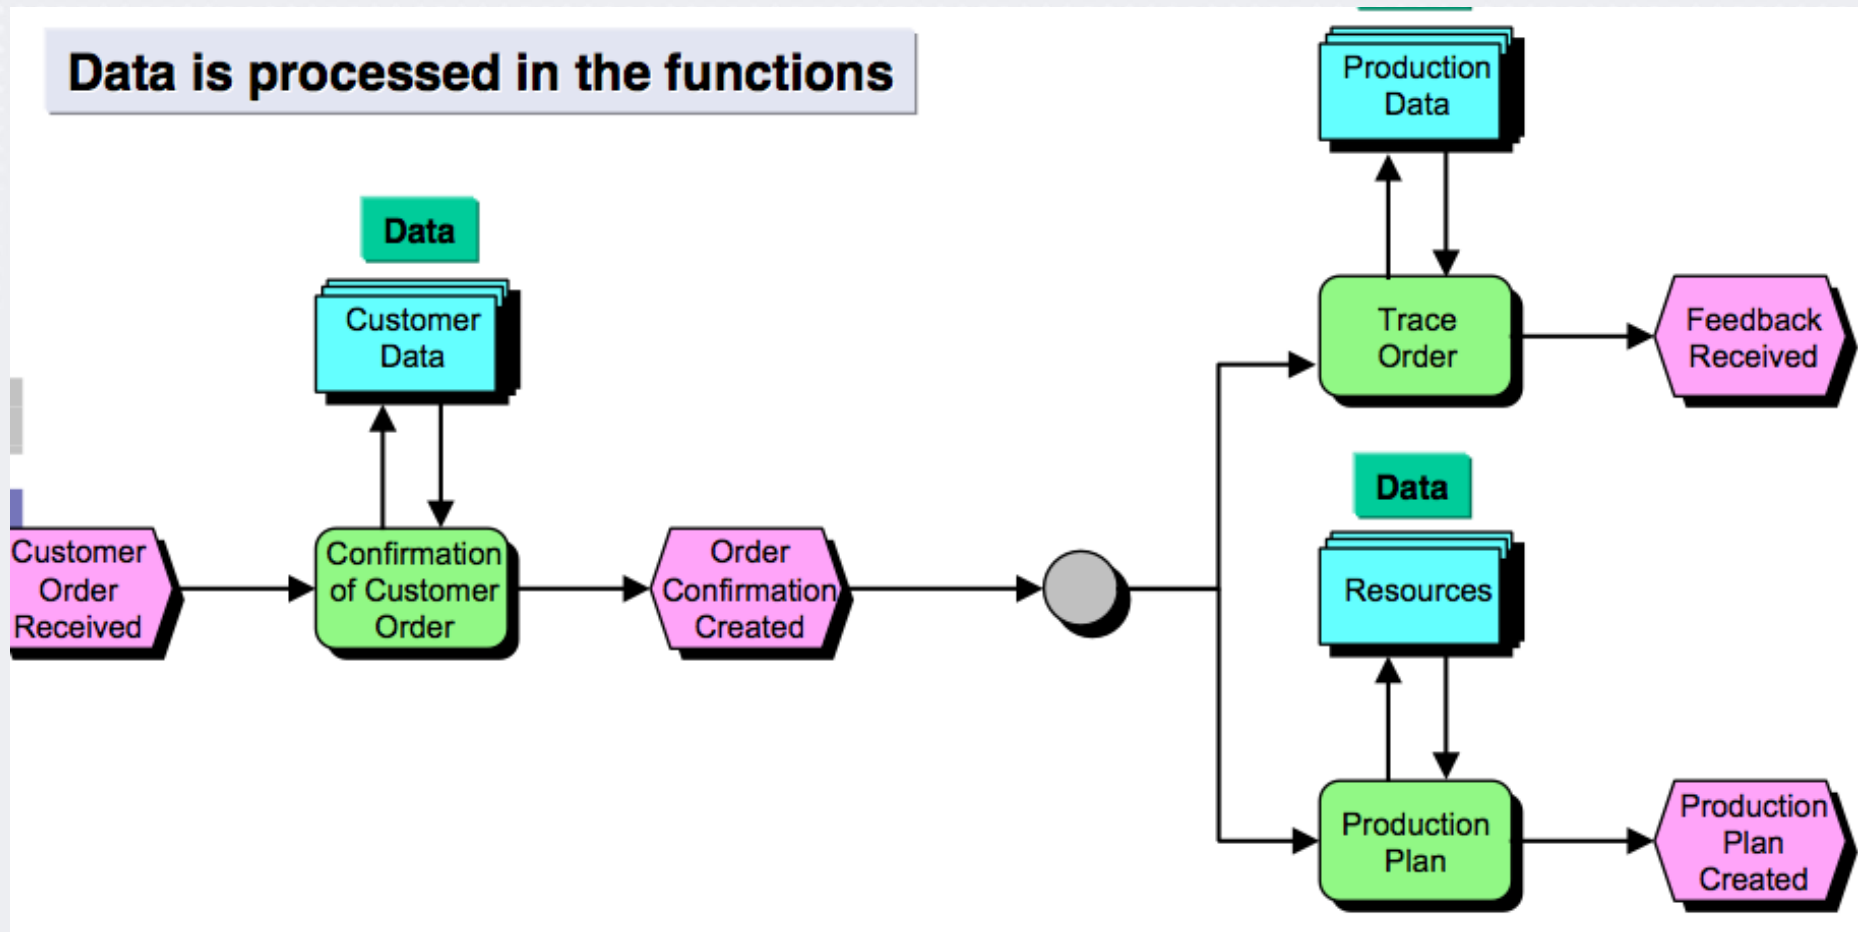 Data is processed in the functions
Production
Data
Data
Customer
Data
Trace
Order
Feedback
Received
Data
Customer
Order
Received
Confirmation
of Customer
Order
Order
Confirmation
Created
Resources
Production
Plan
Production
Plan
Created